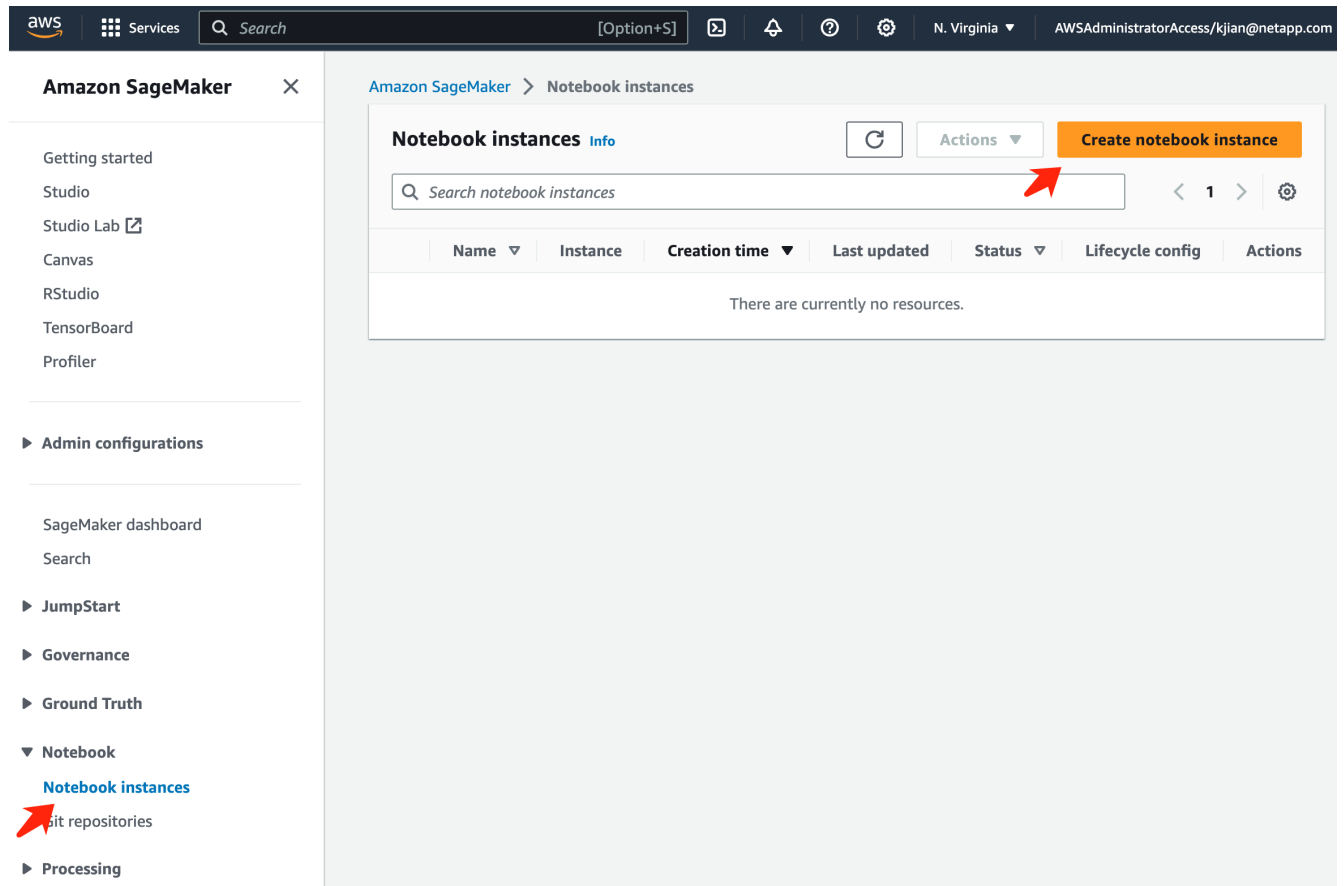 aws
Services
Search
[Option+S]
N. Virginia
AWSAdministratorAccess/kjian@netapp.com
Amazon SageMaker
Getting started
Studio
Studio Lab
Canvas
RStudio
TensorBoard
Profiler
Admin configurations
SageMaker dashboard
Search
JumpStart
Governance
Ground Truth
Notebook
Notebook instances
Git repositories
Processing
Amazon SageMaker > Notebook instances
Notebook instances Info
Actions
Create notebook instance
Search notebook instances
1
Name
Instance
Creation time
Last updated
Status
Lifecycle config
Actions
There are currently no resources.